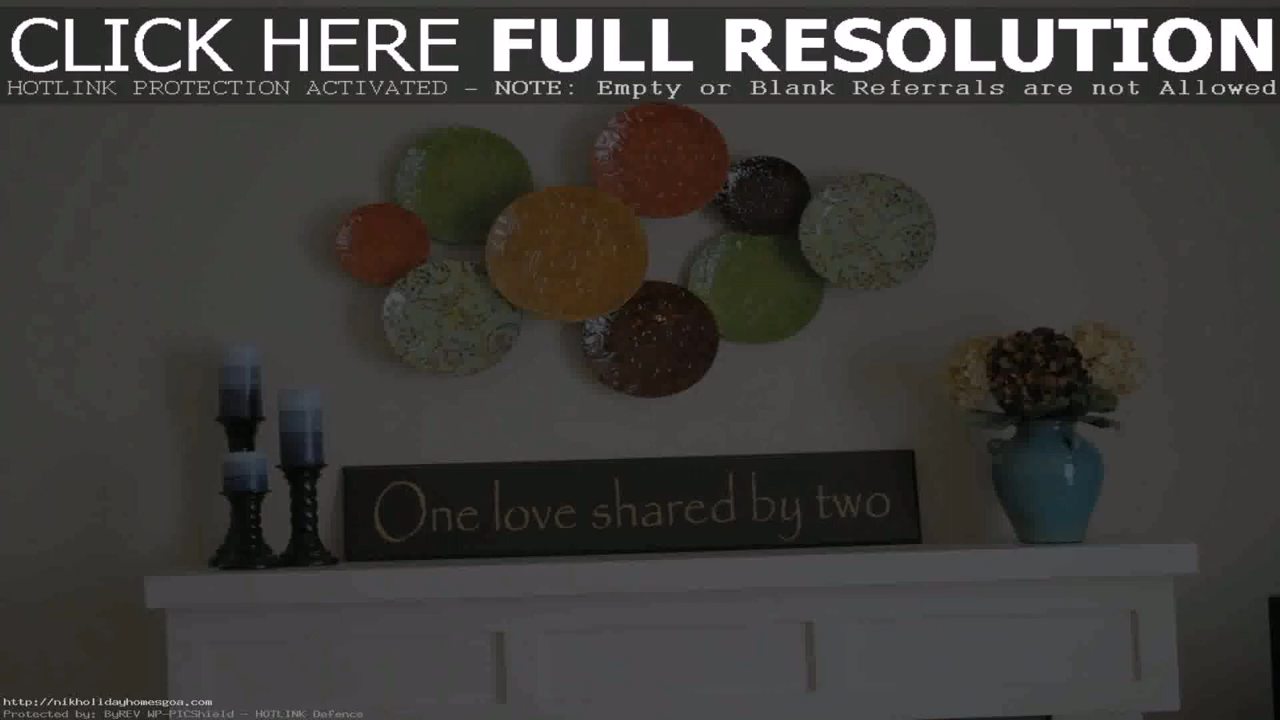 CLICK HERE FULL RESOLUTION
HOTLINK PROTECTION ACTIVATED - NOTE: Empty or Blank Referrals are not Allowed
One love shared by two
http://nikholidayhomesgoa.com
Protected by: ByREV WP-PICShield - HOTLINK Defence